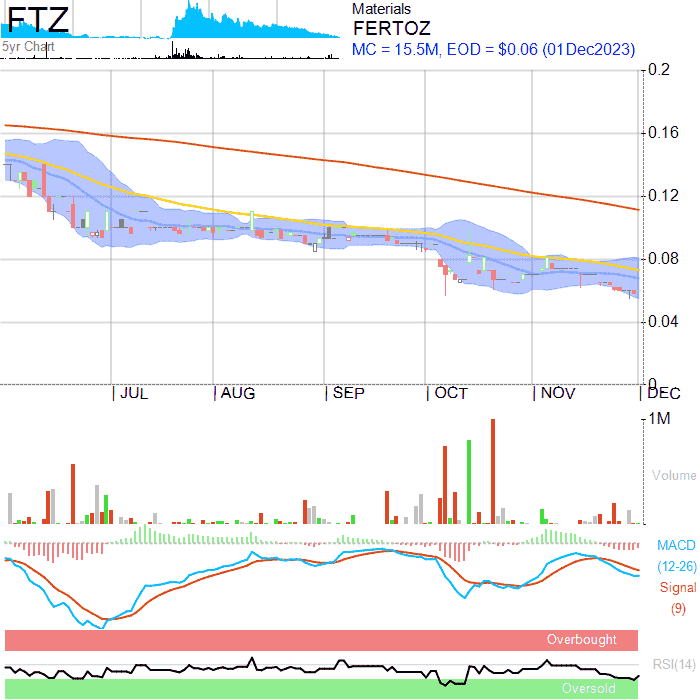 FTZ
5yr Chart
Materials
FERTOZ
MC = 15.5M, EOD = $0.06 (01Dec2023)
0.2
0.16
0.12
0.08
0.04
0
JUL
AUG
SEP
OCT
NOV
DEC
1M
Volume
MACD
(12-26)
Signal
(9)
Overbought
RSI(14)
Oversold